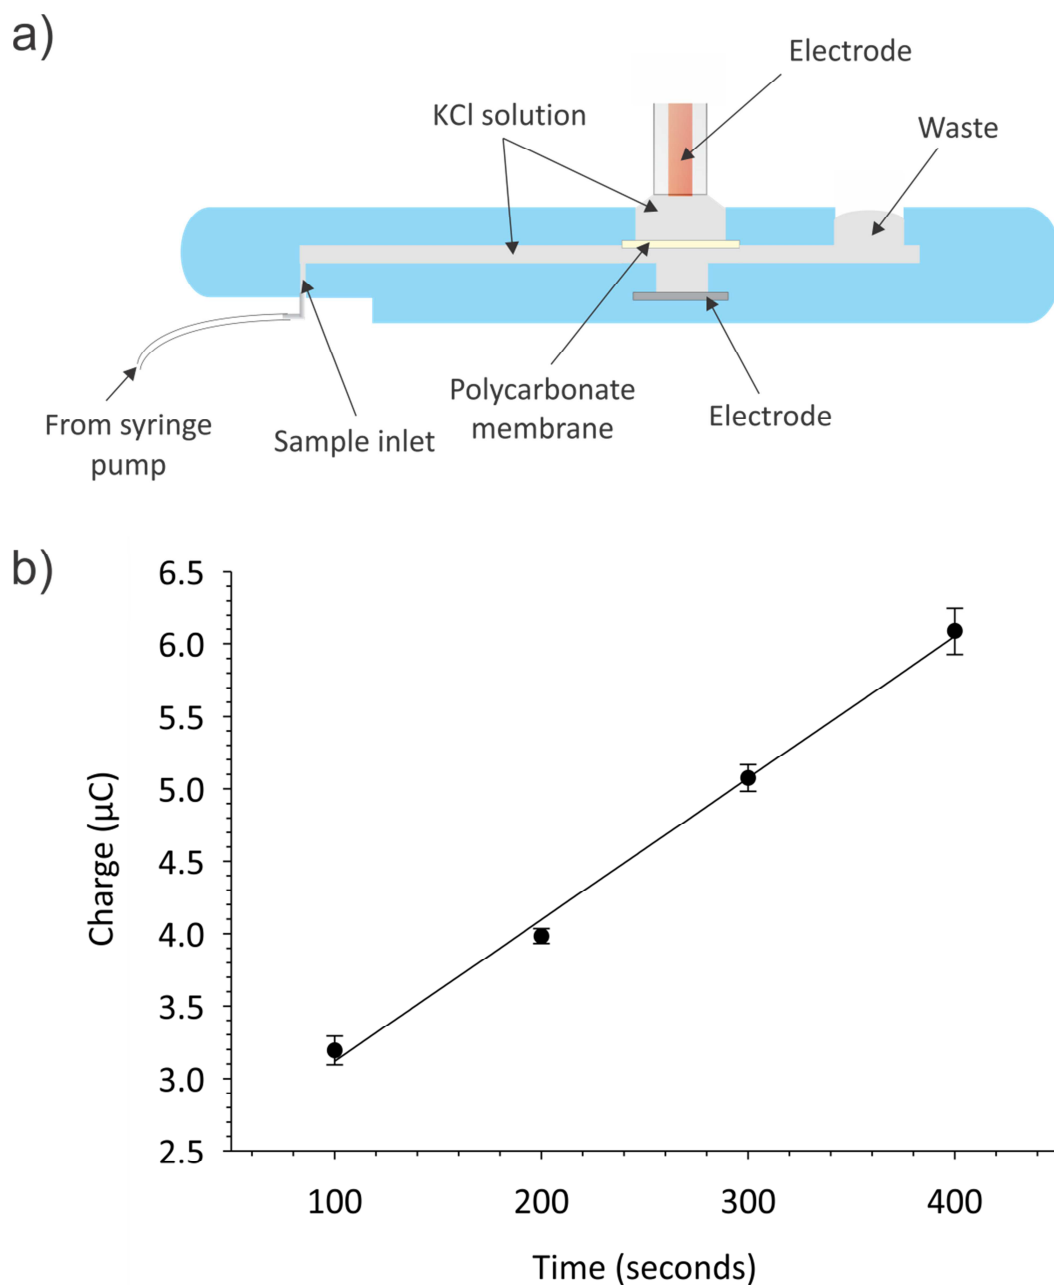 a)
Electrode
KCl solution
Waste
Polycarbonate
membrane
Electrode
From syringe
pump
Sample inlet
b)
6.5
6.0
5.5
5.0
4.5
4.0
3.5
3.0
2.5
Charge (µC)
100 200 300 400
Time (seconds)